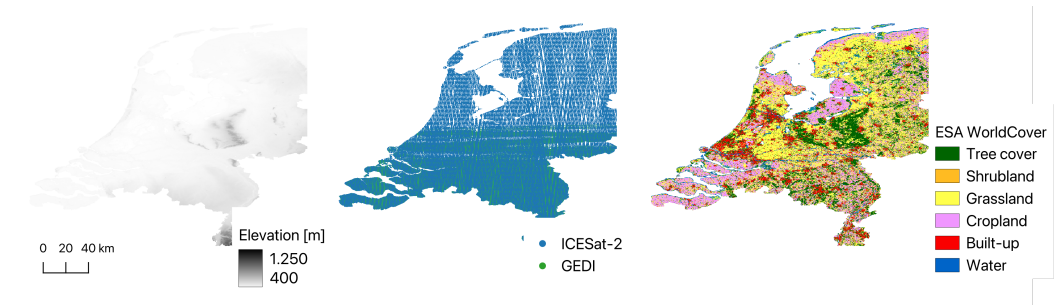 0 20 40 km
Elevation [m]
1.250
400
ICESat-2
GEDI
ESA WorldCover
Tree cover
Shrubland
Grassland
Cropland
Built-up
Water